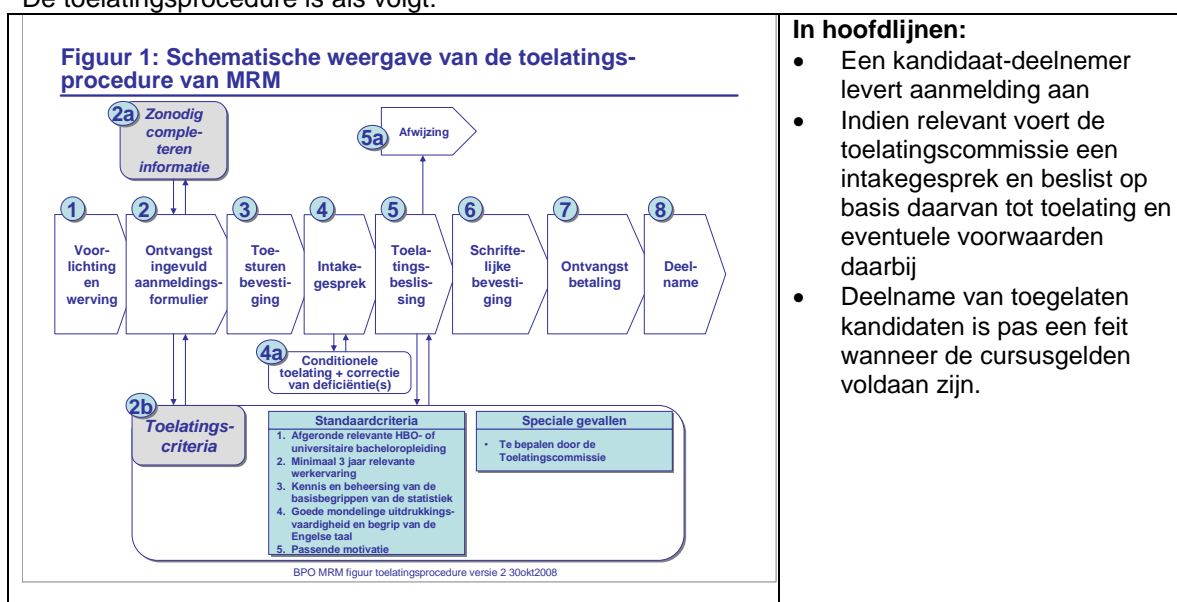 De toelatingsprocedure is als volgt:
Figuur 1: Schematische weergave van de toelatings-
procedure van MRM
2a
Zonodig
comple-
teren
informatie
5a
Afwijzing
1
Voor-
lichting
en
werving
2
Ontvangst
ingevuld
aanmeldings-
formulier
3
Toe-
sturen
bevesti-
ging
4
Intake-
gesprek
5
Toela-
tings-
beslis-
sing
6
Schrifte-
lijke
bevesti-
ging
7
Ontvangst
betaling
8
Deel-
name
4a
Conditionele
toelating + correctie
van deficiëntie(s)
2b
Toelatings-
criteria
Standaardcriteria
1. Afgeronde relevante HBO- of
universitaire bacheloropleiding
2. Minimaal 3 jaar relevante
werkervaring
3. Kennis en beheersing van de
basisbegrippen van de statistiek
4. Goede mondelinge uitdrukkings-
vaardigheid en begrip van de
Engelse taal
5. Passende motivatie
Speciale gevallen
• Te bepalen door de
Toelatingscommissie
BPO MRM figuur toelatingsprocedure versie 2 30okt2008
In hoofdlijnen:
• Een kandidaat-deelnemer
levert aanmelding aan
• Indien relevant voert de
toelatingscommissie een
intakegesprek en beslist op
basis daarvan tot toelating en
eventuele voorwaarden
daarbij
• Deelname van toegelaten
kandidaten is pas een feit
wanneer de cursusgelden
voldaan zijn.